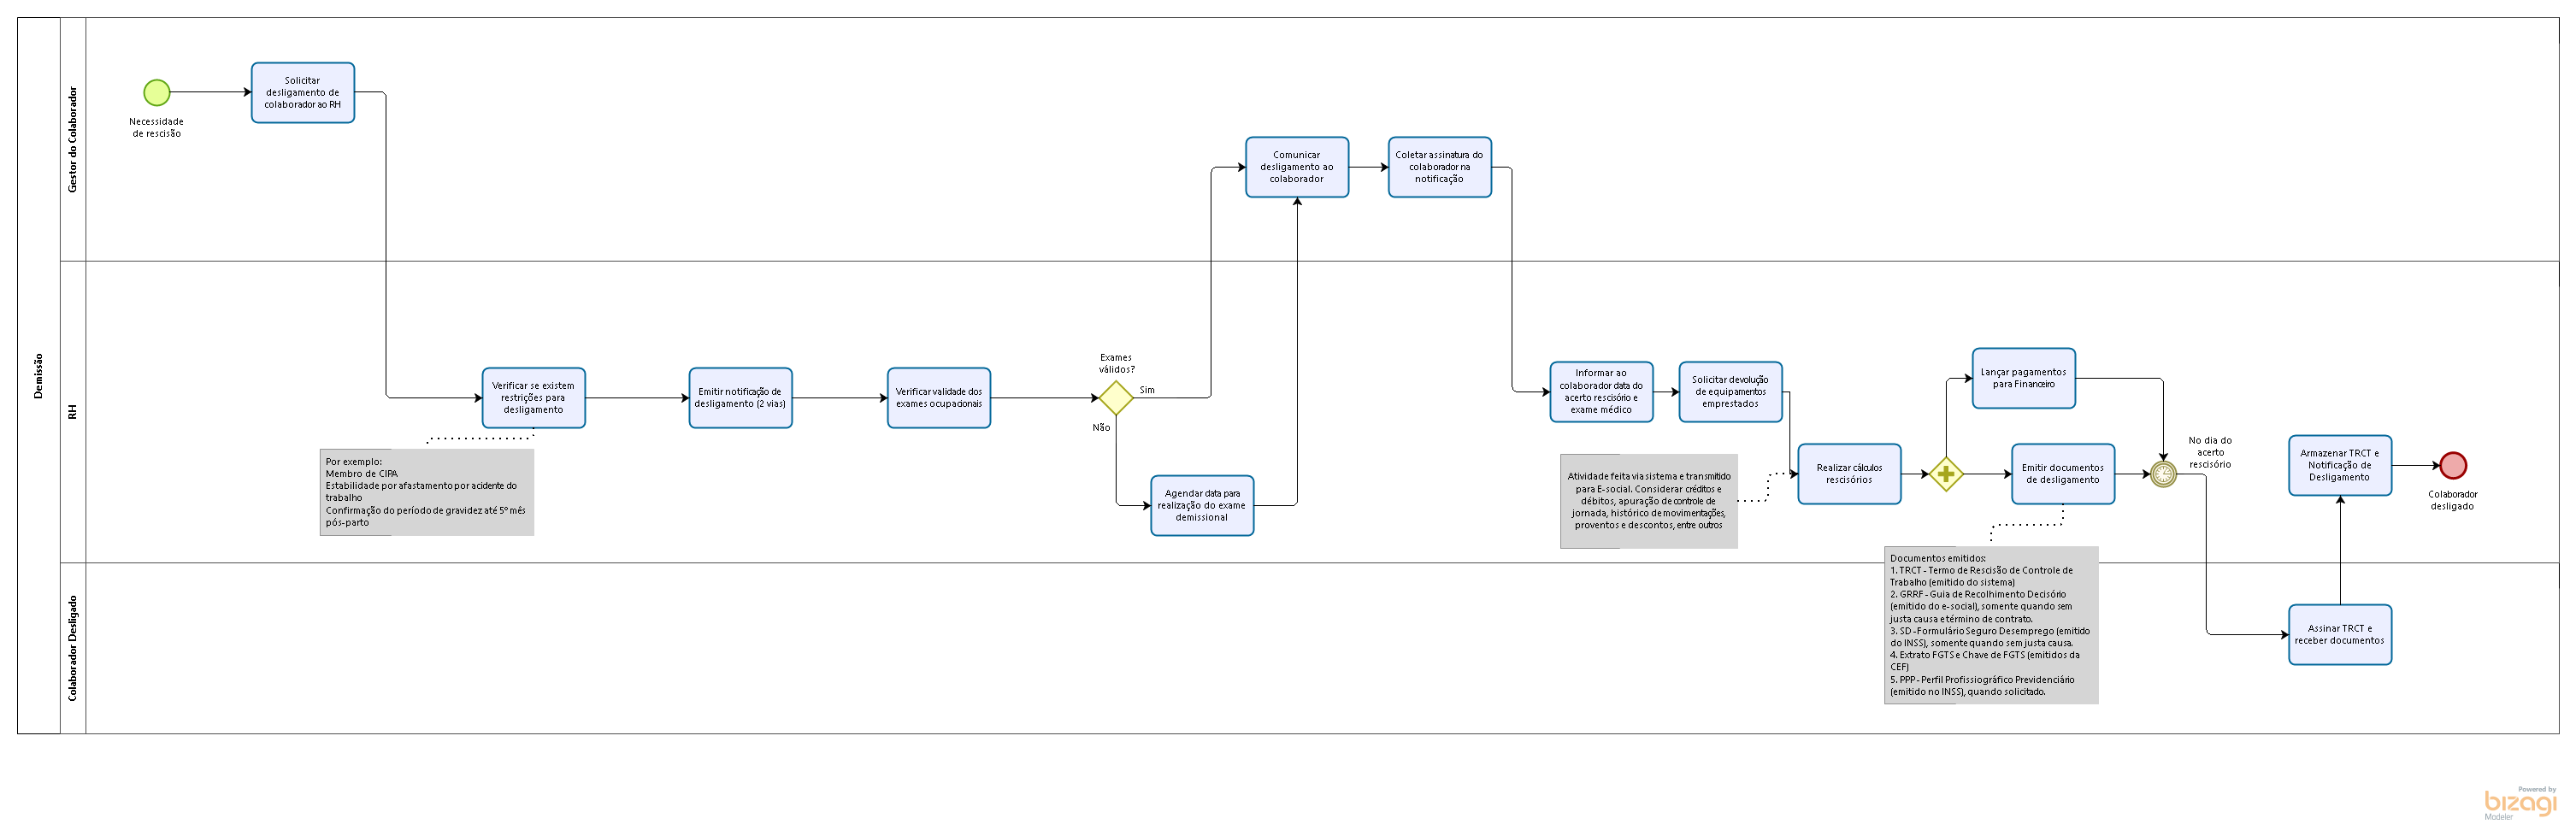 Demissão
Gestor do Colaborador
Necessidade
de rescisão
Solicitar
desligamento de
colaborador ao RH
Comunicar
desligamento ao
colaborador
Coletar assinatura do
colaborador na
notificação
RH
Verificar se existem
restrições para
desligamento
Por exemplo:
Membro de CIPA
Estabilidade por afastamento por acidente do
trabalho
Confirmação do período de gravidez até 5º mês
pós-parto
Emitir notificação de
desligamento (2 vias)
Verificar validade dos
exames ocupacionais
Exames
válidos?
Sim
Não
Agendar data para
realização do exame
demissional
Informar ao
colaborador data do
acerto rescisório e
exame médico
Solicitar devolução
de equipamentos
emprestados
Atividade feita via sistema e transmitido
para E-social. Considerar créditos e
débitos, apuração de controle de
jornada, histórico de movimentações,
proventos e descontos, entre outros
Realizar cálculos
rescisórios
Lançar pagamentos
para Financeiro
Emitir documentos
de desligamento
No dia do
acerto
rescisório
Armazenar TRCT e
Notificação de
Desligamento
Colaborador
desligado
Documentos emitidos:
1. TRCT - Termo de Rescisão de Controle de
Trabalho (emitido do sistema)
2. GRRF - Guia de Recolhimento Decisório
(emitido do e-social), somente quando sem
justa causa e término de contrato.
3. SD -Formulário Seguro Desemprego (emitido
do INSS), somente quando sem justa causa.
4. Extrato FGTS e Chave de FGTS (emitidos da
CEF)
5. PPP - Perfil Profissiográfico Previdenciário
(emitido no INSS), quando solicitado.
Colaborador Desligado
Assinar TRCT e
receber documentos
Powered by
bizagi
Modeler